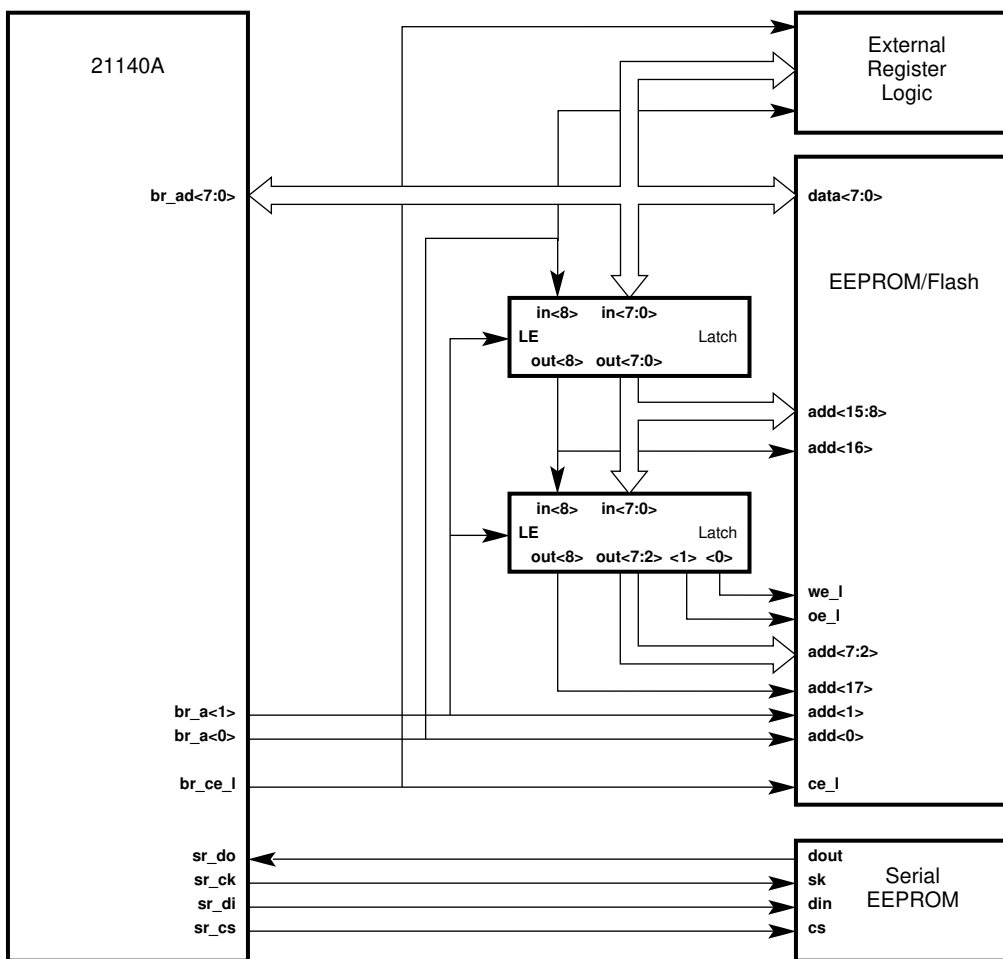 21140A
External
Register
Logic
br_ad<7:0>
data<7:0>
EEPROM/Flash
in<8> in<7:0>
LE Latch
out<8> out<7:0>
add<15:8>
add<16>
in<8> in<7:0>
LE Latch
out<8> out<7:2> <1> <0>
we_l
oe_l
add<7:2>
add<17>
br_a<1> add<1>
br_a<0> add<0>
br_ce_l ce_l
sr_do dout
sr_ck sk
sr_di din
sr_cs cs
Serial
EEPROM